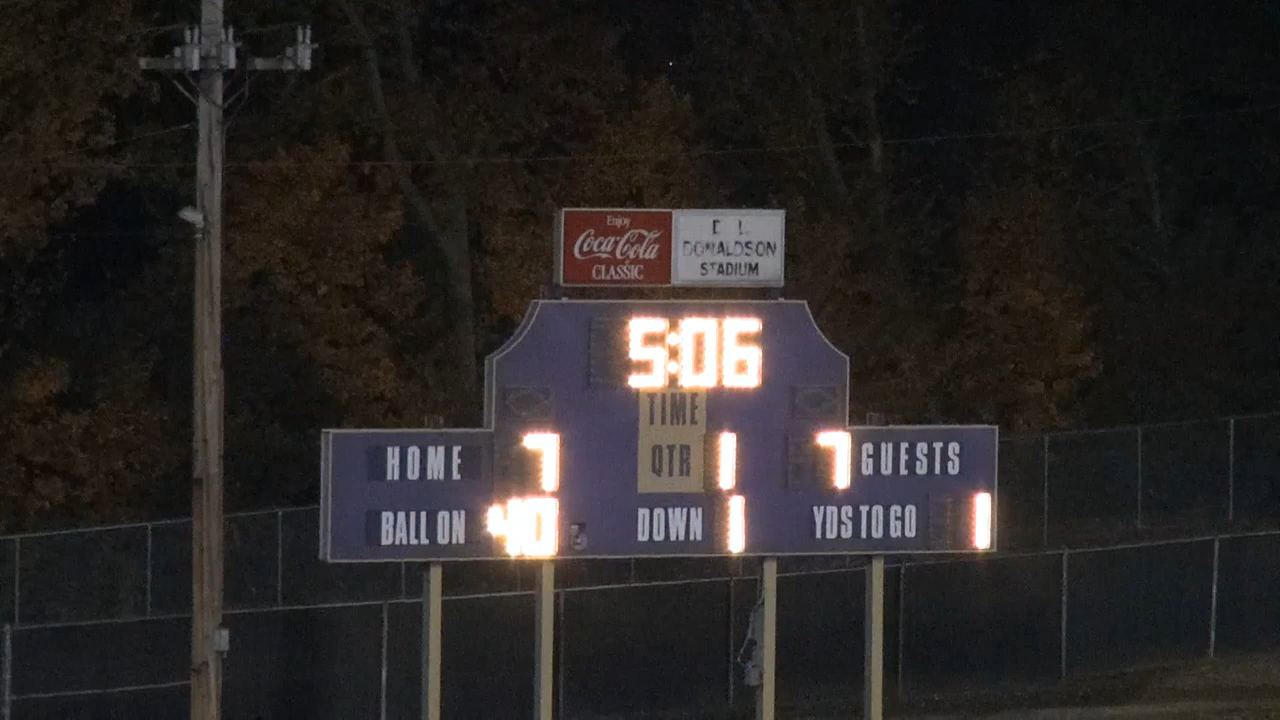 Enjoy
Coca-Cola
CLASSIC
E. L.
DONALDSON
STADIUM
5:06
TIME
HOME 7 QTR 1 7 GUESTS
BALL ON 40 DOWN 1 YDS TO GO 1